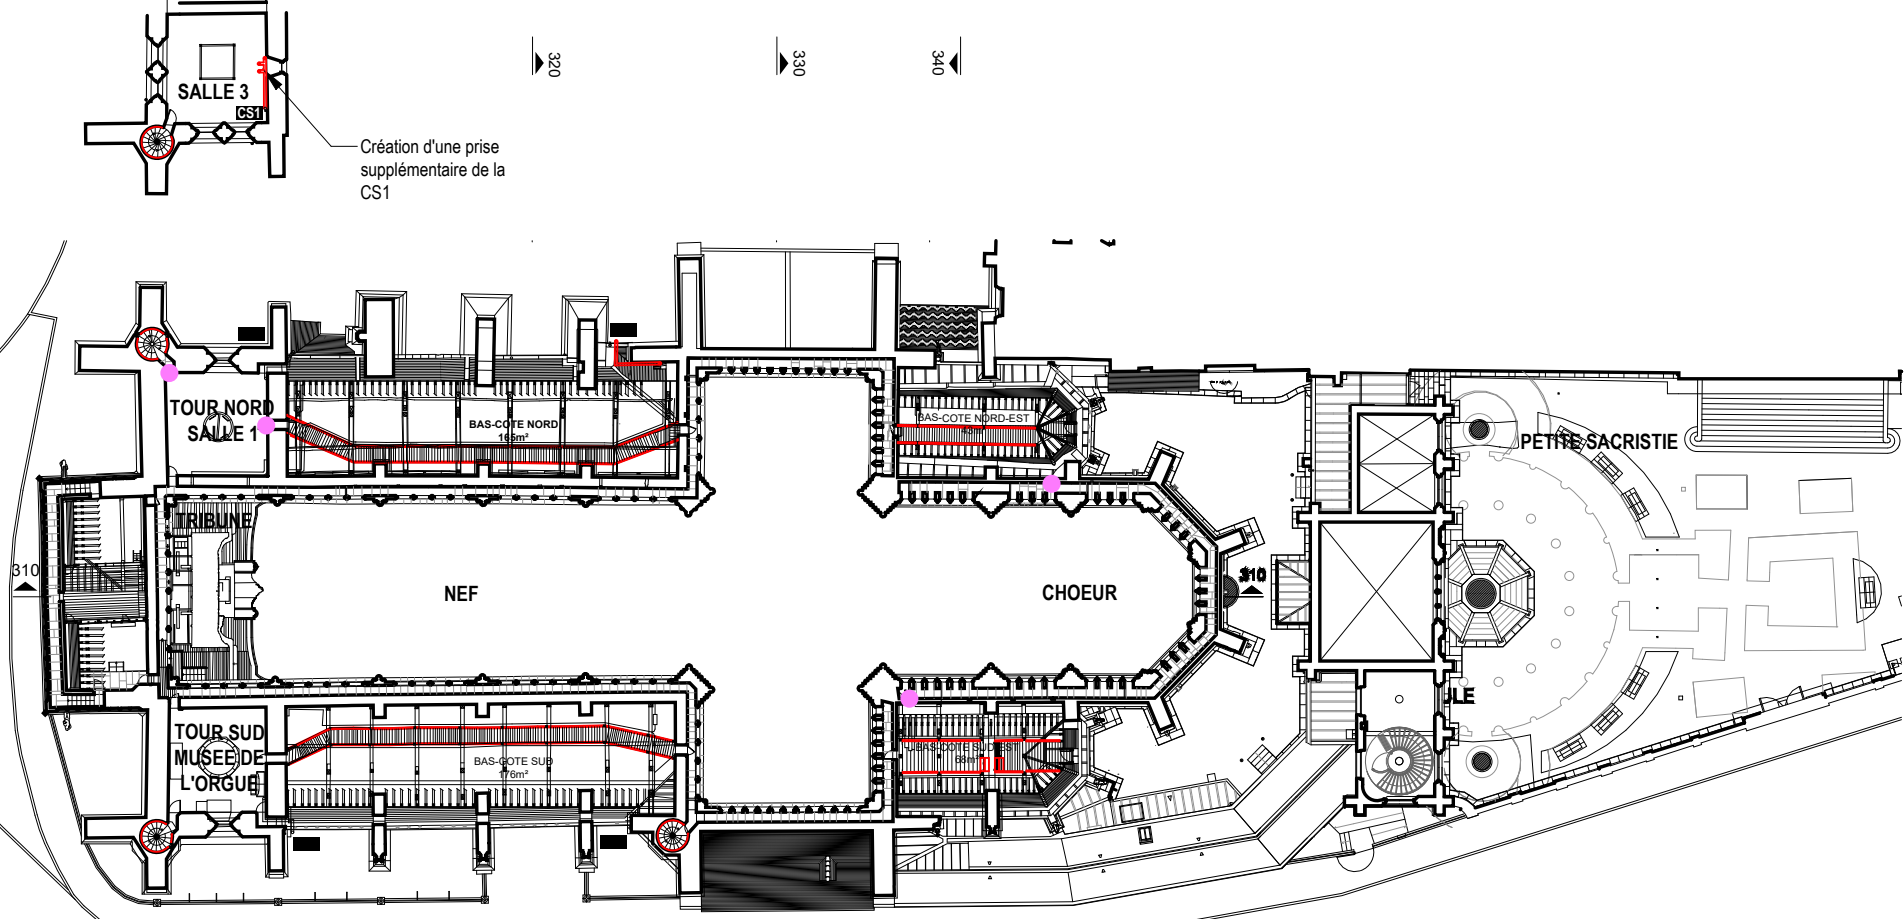 320
330
340
SALLE 3
CS1
Création d'une prise
supplémentaire de la
CS1
TOUR NORD
SALLE 1
BAS-COTE NORD
BAS-COTE NORD-EST
PETITE SACRISTIE
TRIBUNE
310
NEF
CHOEUR
310
TOUR SUD
MUSEE DE
L'ORGUE
BAS-COTE SUD
176m²
BAS-COTE SUD EST
68m²